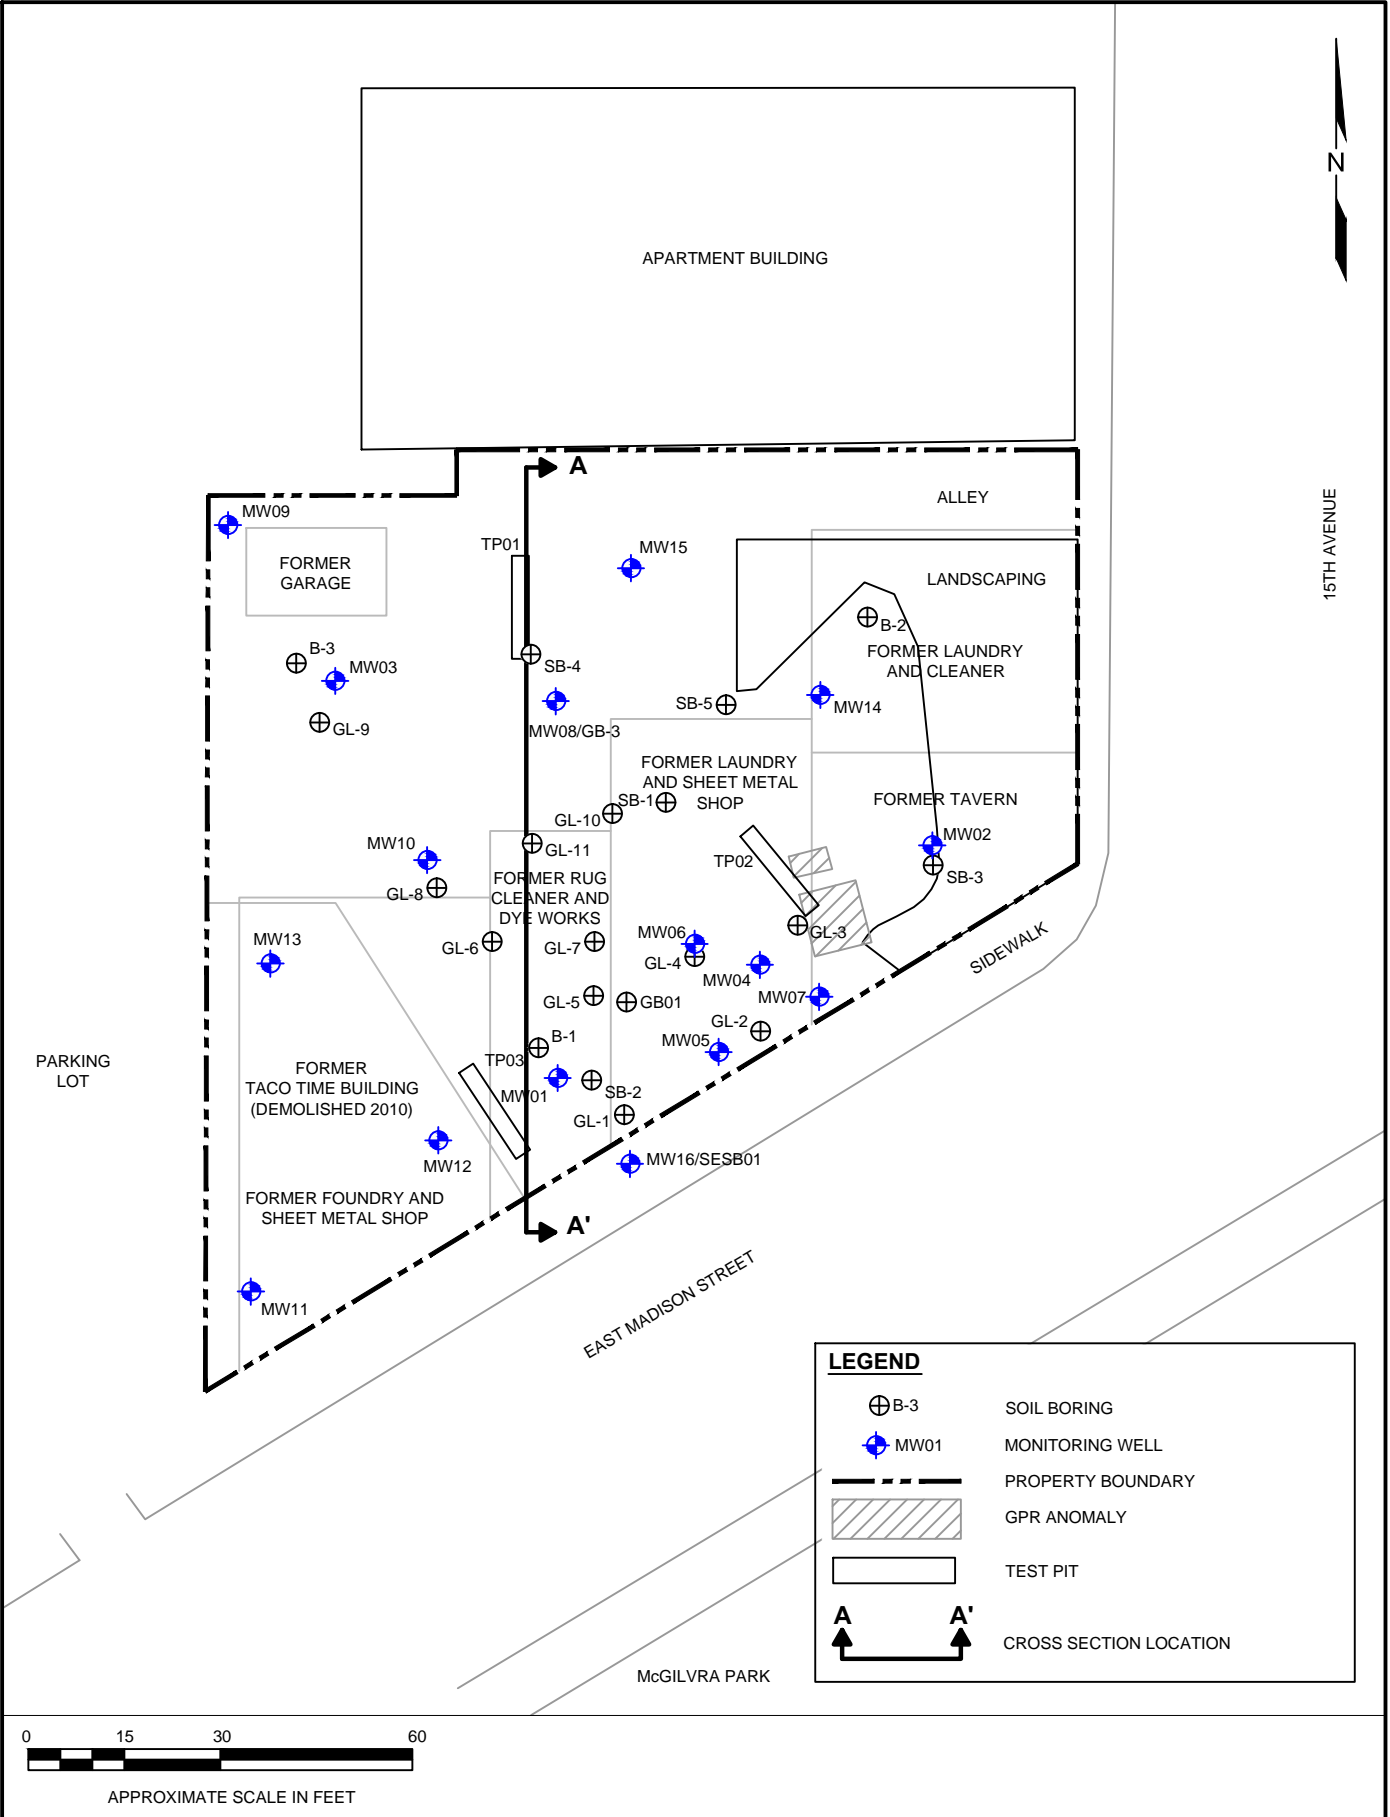 N
APARTMENT BUILDING
A
ALLEY
15TH AVENUE
MW09
FORMER
GARAGE
TP01
MW15
LANDSCAPING
B-2
FORMER LAUNDRY
AND CLEANER
B-3
MW03
SB-4
GL-9
MW08/GB-3
SB-5
MW14
FORMER LAUNDRY
AND SHEET METAL
SHOP
SB-1
GL-10
FORMER TAVERN
MW10
GL-11
TP02
MW02
SB-3
GL-8
FORMER RUG
CLEANER AND
DYE WORKS
MW13
GL-6
GL-7
MW06
GL-4
GL-3
MW04
SIDEWALK
GL-5
GB01
MW07
GL-2
MW05
B-1
TP03
MW01
SB-2
GL-1
PARKING
LOT
FORMER
TACO TIME BUILDING
(DEMOLISHED 2010)
MW12
MW16/SESB01
FORMER FOUNDRY AND
SHEET METAL SHOP
A'
MW11
EAST MADISON STREET
LEGEND
B-3 SOIL BORING
MW01 MONITORING WELL
PROPERTY BOUNDARY
GPR ANOMALY
TEST PIT
A A'
CROSS SECTION LOCATION
McGILVRA PARK
0 15 30 60
APPROXIMATE SCALE IN FEET